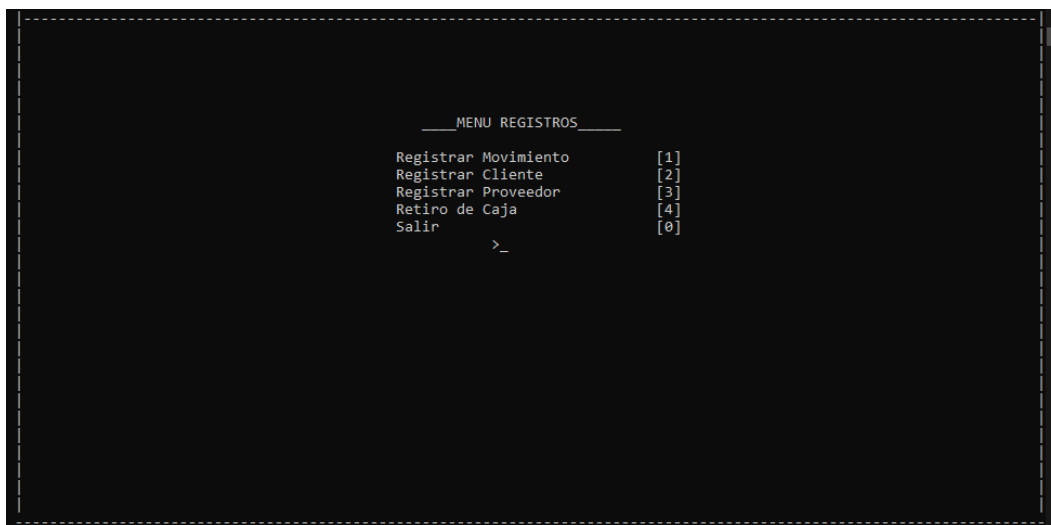 ____MENU REGISTROS_____
Registrar Movimiento [1]
Registrar Cliente [2]
Registrar Proveedor [3]
Retiro de Caja [4]
Salir [0]
>_